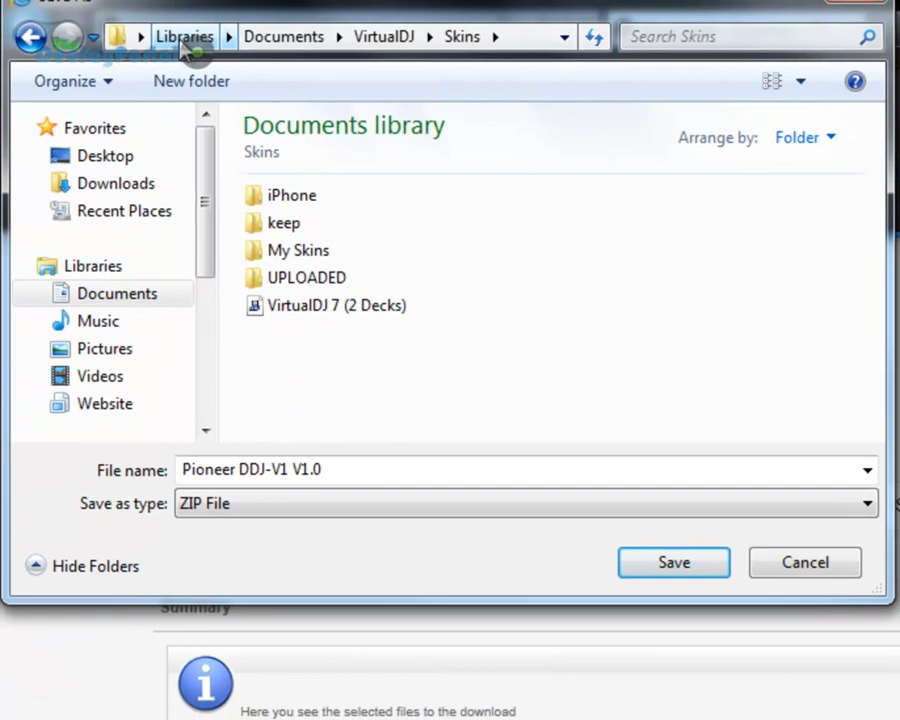 Libraries Documents VirtualDJ Skins Search Skins
Organize New folder
Favorites
Desktop
Downloads
Recent Places
Libraries
Documents
Music
Pictures
Videos
Website
Documents library
Skins
Arrange by: Folder
iPhone
keep
My Skins
UPLOADED
VirtualDJ 7 (2 Decks)
File name: Pioneer DDJ-V1 V1.0
Save as type: ZIP File
Hide Folders Save Cancel
Summary
Here you see the selected files to the download